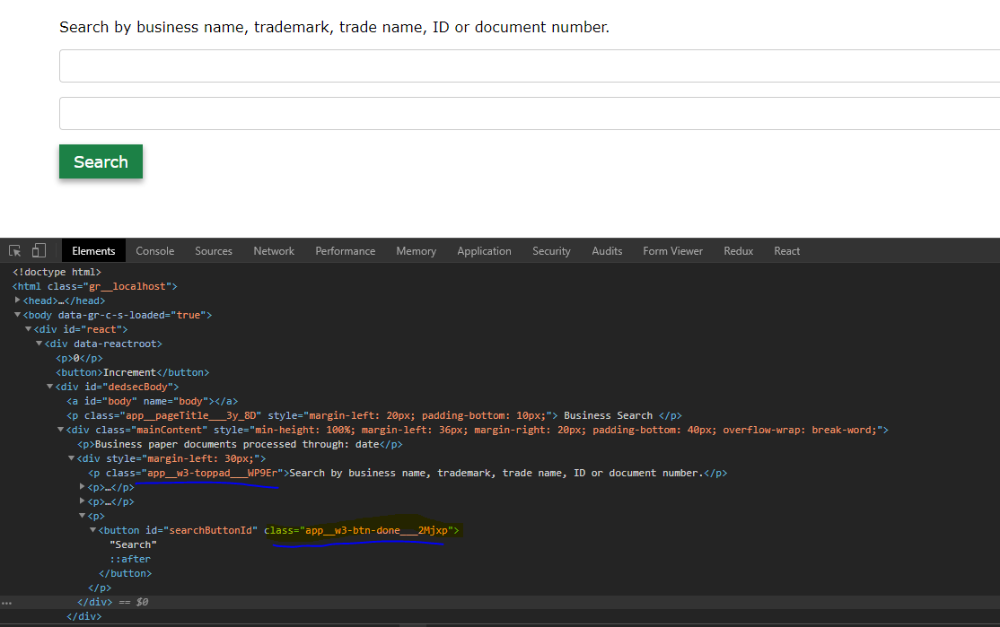 Search by business name, trademark, trade name, ID or document number.
Search
Elements Console Sources Network Performance Memory Application Security Audits Form Viewer Redux React
<!doctype html>
<html class="gr__localhost">
<head>…</head>
<body data-gr-c-s-loaded="true">
<div id="react">
<div data-reactroot>
<p>0</p>
<button>Increment</button>
<div id="dedsecBody">
<a id="body" name="body"></a>
<p class="app__pageTitle___3y_8D" style="margin-left: 20px; padding-bottom: 10px;"> Business Search </p>
<div class="mainContent" style="min-height: 100%; margin-left: 36px; margin-right: 20px; padding-bottom: 40px; overflow-wrap: break-word;">
<p>Business paper documents processed through: date</p>
<div style="margin-left: 30px;">
<p class="app__w3-toppad___WP9Er">Search by business name, trademark, trade name, ID or document number.</p>
<p>…</p>
<p>…</p>
<p>
<button id="searchButtonId" class="app__w3-btn-done___2Mjxp">
"Search"
::after
</button>
</p>
</div> == $0
</div>